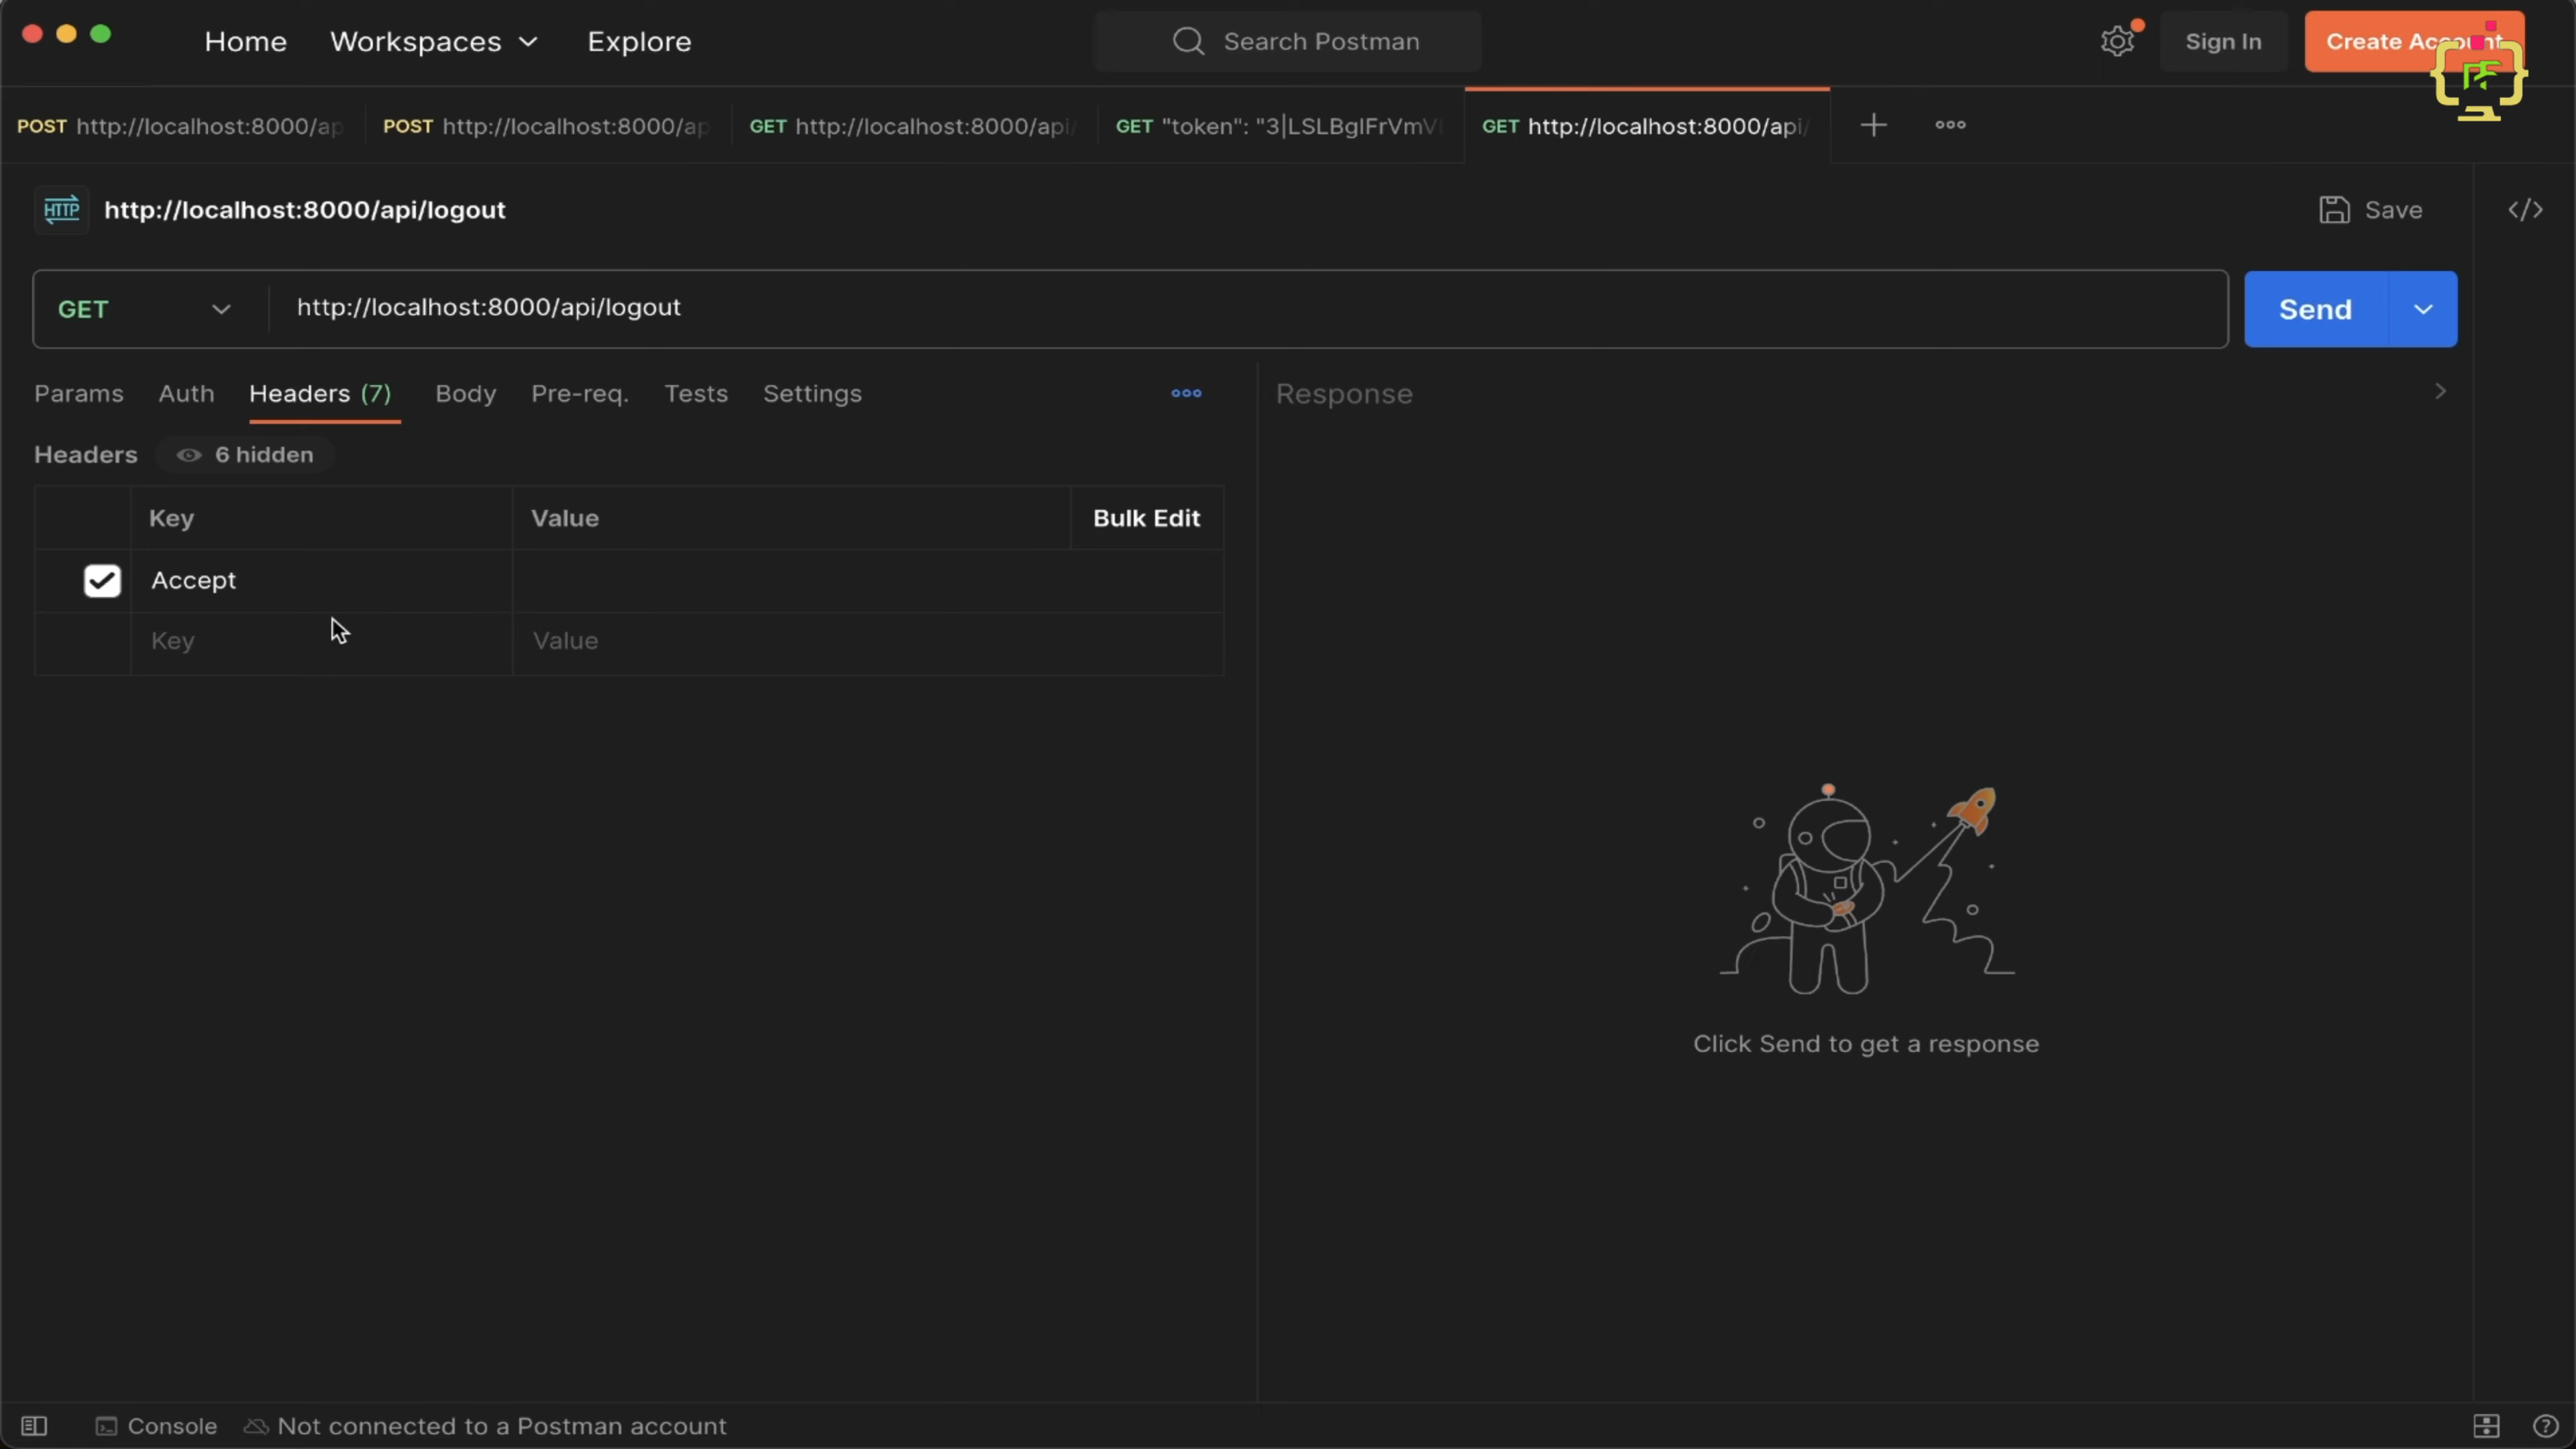 Home Workspaces Explore Search Postman Sign In Create Account
POST http://localhost:8000/ap POST http://localhost:8000/ap GET http://localhost:8000/api/ GET "token": "3|LSLBglFrVmV GET http://localhost:8000/api/
HTTP http://localhost:8000/api/logout Save </>
GET http://localhost:8000/api/logout Send
Params Auth Headers (7) Body Pre-req. Tests Settings Response
Headers 6 hidden
Key Value Bulk Edit
Accept
Key Value
Click Send to get a response
Console Not connected to a Postman account